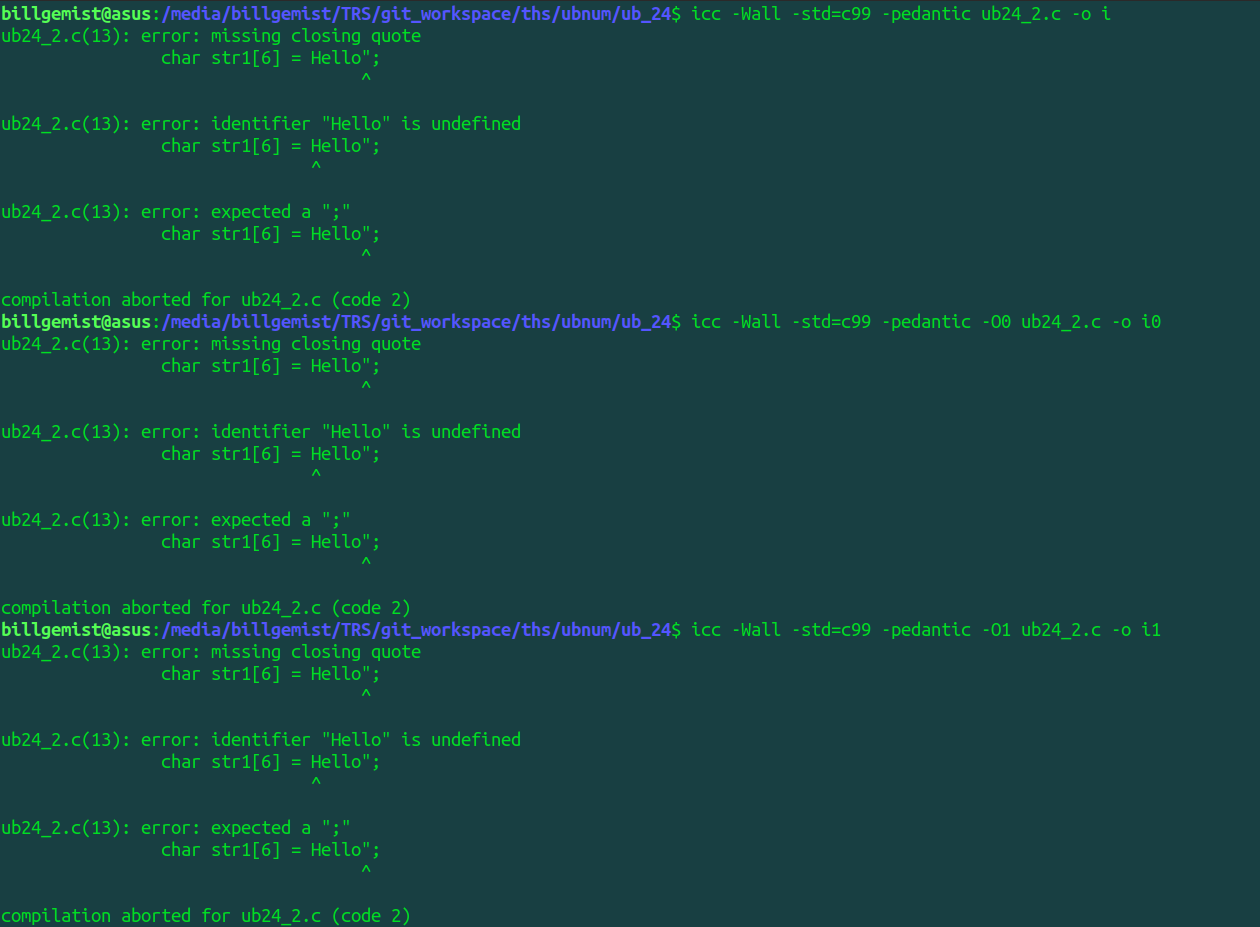 billgemist@asus:/media/billgemist/TRS/git_workspace/ths/ubnum/ub_24$ icc -Wall -std=c99 -pedantic ub24_2.c -o i
ub24_2.c(13): error: missing closing quote
                char str1[6] = Hello";
                                    ^

ub24_2.c(13): error: identifier "Hello" is undefined
                char str1[6] = Hello";
                               ^

ub24_2.c(13): error: expected a ";"
                char str1[6] = Hello";
                                    ^

compilation aborted for ub24_2.c (code 2)
billgemist@asus:/media/billgemist/TRS/git_workspace/ths/ubnum/ub_24$ icc -Wall -std=c99 -pedantic -O0 ub24_2.c -o i0
ub24_2.c(13): error: missing closing quote
                char str1[6] = Hello";
                                    ^

ub24_2.c(13): error: identifier "Hello" is undefined
                char str1[6] = Hello";
                               ^

ub24_2.c(13): error: expected a ";"
                char str1[6] = Hello";
                                    ^

compilation aborted for ub24_2.c (code 2)
billgemist@asus:/media/billgemist/TRS/git_workspace/ths/ubnum/ub_24$ icc -Wall -std=c99 -pedantic -O1 ub24_2.c -o i1
ub24_2.c(13): error: missing closing quote
                char str1[6] = Hello";
                                    ^

ub24_2.c(13): error: identifier "Hello" is undefined
                char str1[6] = Hello";
                               ^

ub24_2.c(13): error: expected a ";"
                char str1[6] = Hello";
                                    ^

compilation aborted for ub24_2.c (code 2)